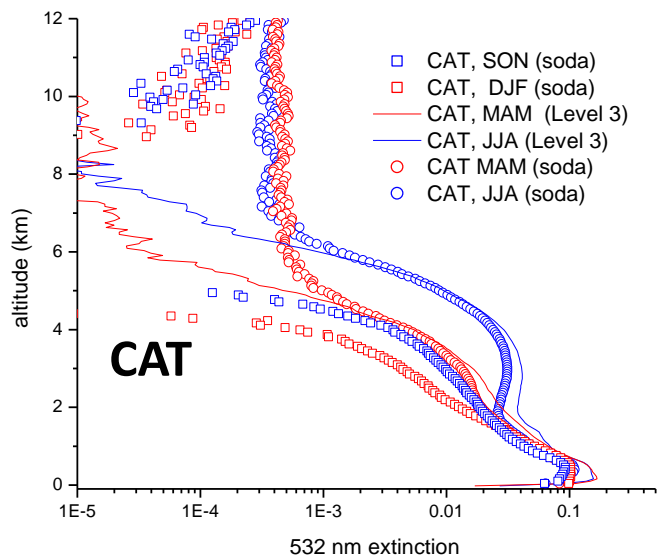 12
10
8
6
4
2
0
altitude (km)
CAT, SON (soda)
CAT, DJF (soda)
CAT, MAM (Level 3)
CAT, JJA (Level 3)
CAT MAM (soda)
CAT, JJA (soda)
CAT
1E-5 1E-4 1E-3 0.01 0.1
532 nm extinction